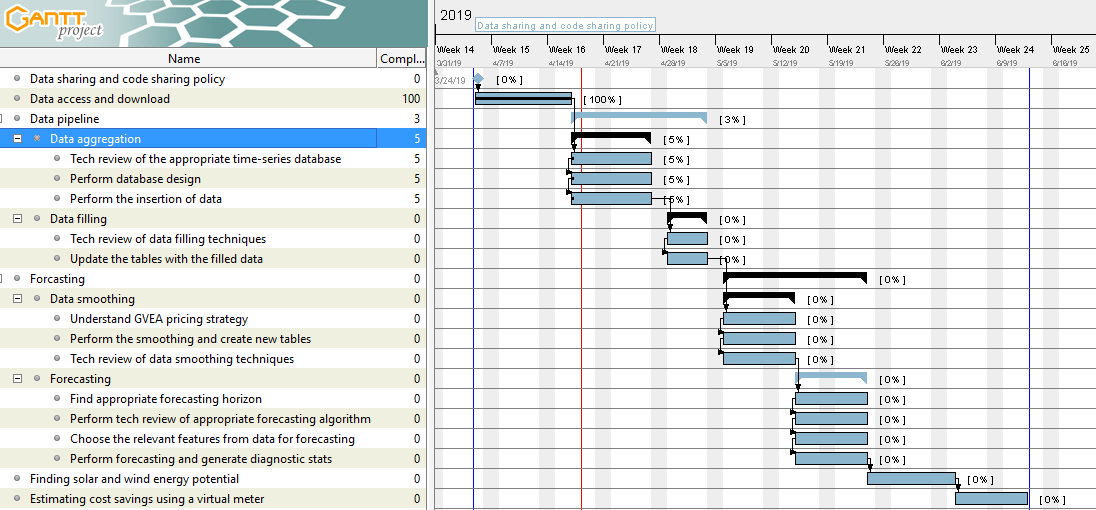 GANTT
project
2019
Data sharing and code sharing policy
Name Compl...
Week 14 Week 15 Week 16 Week 17 Week 18 Week 19 Week 20 Week 21 Week 22 Week 23 Week 24 Week 25
3/31/19 4/7/19 4/14/19 4/21/19 4/28/19 5/5/19 5/12/19 5/19/19 5/26/19 6/2/19 6/9/19 6/16/19
Data sharing and code sharing policy 0 3/24/19 [0%]
Data access and download 100 [100%]
Data pipeline 3 [3%]
Data aggregation 5 [5%]
Tech review of the appropriate time-series database 5 [5%]
Perform database design 5 [5%]
Perform the insertion of data 5 [5%]
Data filling 0 [0%]
Tech review of data filling techniques 0 [0%]
Update the tables with the filled data 0 [0%]
Forcasting 0 [0%]
Data smoothing 0 [0%]
Understand GVEA pricing strategy 0 [0%]
Perform the smoothing and create new tables 0 [0%]
Tech review of data smoothing techniques 0 [0%]
Forecasting 0 [0%]
Find appropriate forecasting horizon 0 [0%]
Perform tech review of appropriate forecasting algorithm 0 [0%]
Choose the relevant features from data for forecasting 0 [0%]
Perform forecasting and generate diagnostic stats 0 [0%]
Finding solar and wind energy potential 0 [0%]
Estimating cost savings using a virtual meter 0 [0%]